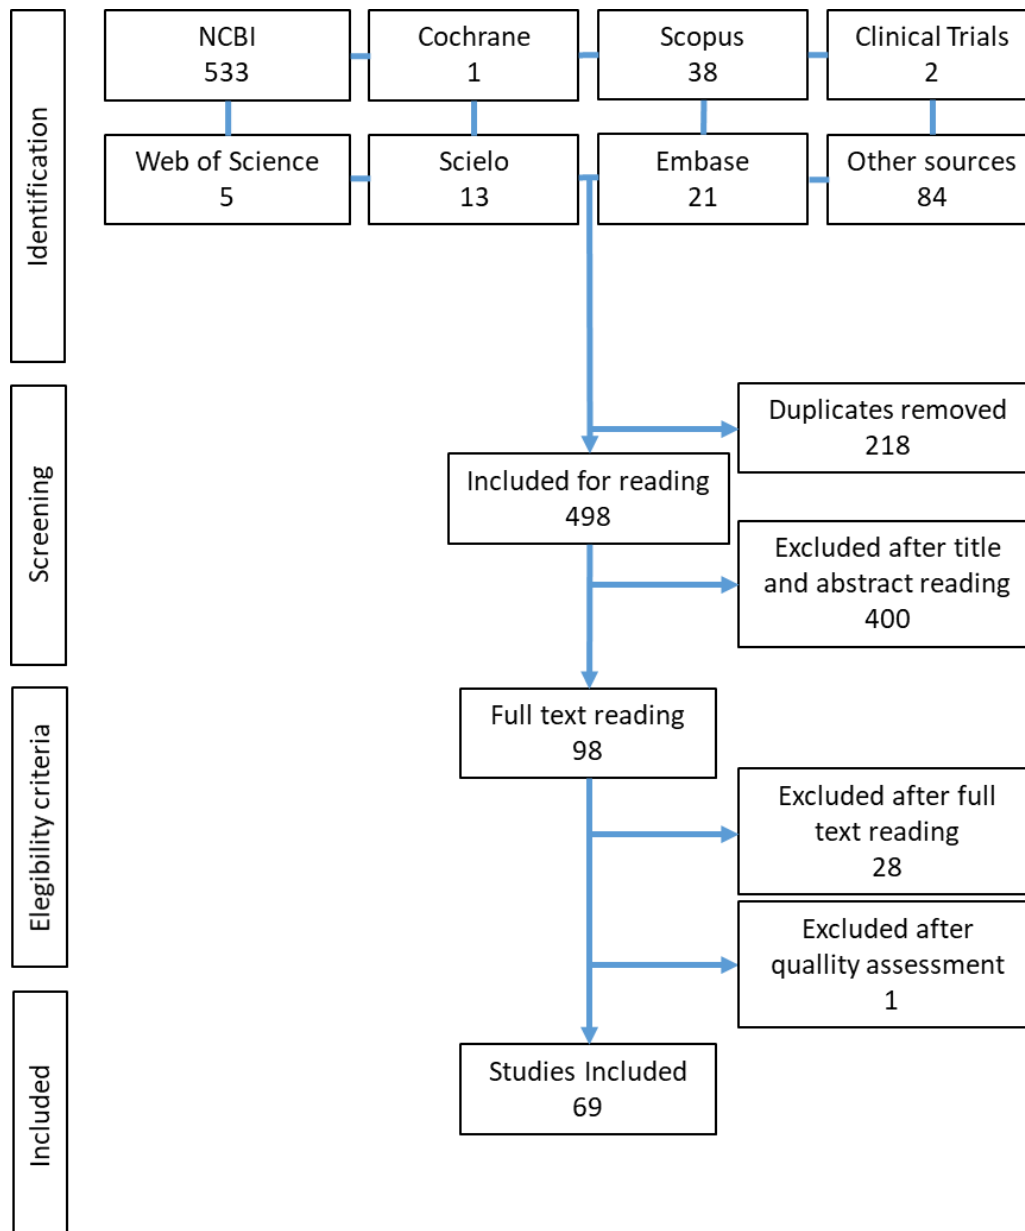 Identification
NCBI
533
Cochrane
1
Scopus
38
Clinical Trials
2
Web of Science
5
Scielo
13
Embase
21
Other sources
84
Screening
Duplicates removed
218
Included for reading
498
Excluded after title
and abstract reading
400
Elegibility criteria
Full text reading
98
Excluded after full
text reading
28
Excluded after
quallity assessment
1
Included
Studies Included
69